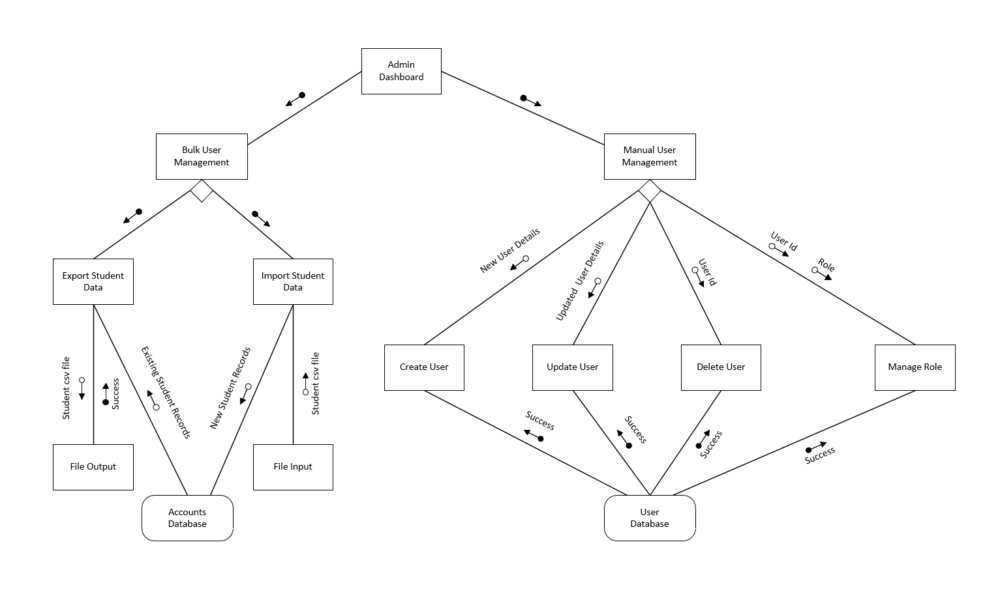 Admin
Dashboard
Bulk User
Management
Manual User
Management
New User Details
Updated  User Details
User Id
User Id
Role
Export Student
Data
Import Student
Data
Student csv file
Success
Existing Student Records
New Student Records
Student csv file
Create User
Update User
Delete User
Manage Role
Success
Success
Success
Success
File Output
File Input
Accounts
Database
User
Database